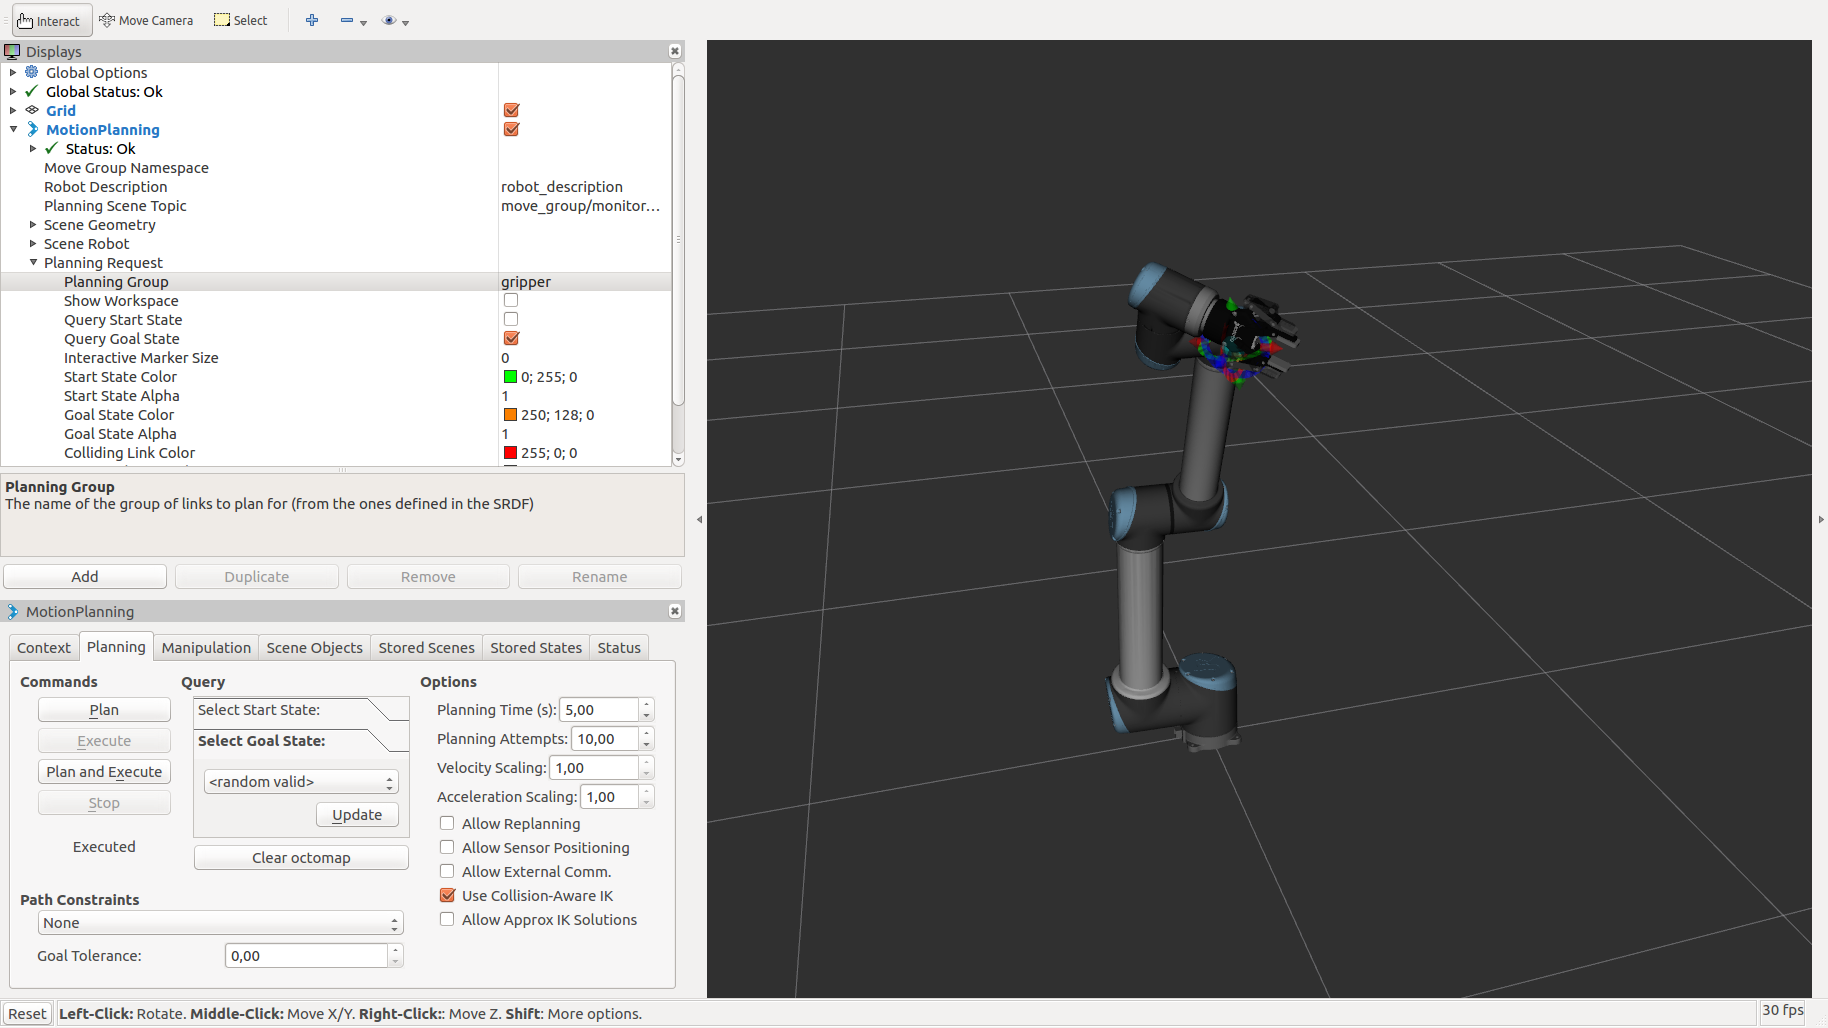 Interact Move Camera Select
Displays
Global Options
Global Status: Ok
Grid
MotionPlanning
Status: Ok
Move Group Namespace
Robot Description robot_description
Planning Scene Topic move_group/monitor...
Scene Geometry
Scene Robot
Planning Request
Planning Group gripper
Show Workspace
Query Start State
Query Goal State
Interactive Marker Size 0
Start State Color 0; 255; 0
Start State Alpha 1
Goal State Color 250; 128; 0
Goal State Alpha 1
Colliding Link Color 255; 0; 0
Planning Group
The name of the group of links to plan for (from the ones defined in the SRDF)
Add Duplicate Remove Rename
MotionPlanning
Context Planning Manipulation Scene Objects Stored Scenes Stored States Status
Commands Query Options
Plan Select Start State: Planning Time (s): 5,00
Execute Select Goal State: Planning Attempts: 10,00
Plan and Execute <random valid> Velocity Scaling: 1,00
Stop Update Acceleration Scaling: 1,00
Allow Replanning
Executed Clear octomap Allow Sensor Positioning
Allow External Comm.
Path Constraints Use Collision-Aware IK
None Allow Approx IK Solutions
Goal Tolerance: 0,00
Reset Left-Click: Rotate. Middle-Click: Move X/Y. Right-Click:: Move Z. Shift: More options. 30 fps